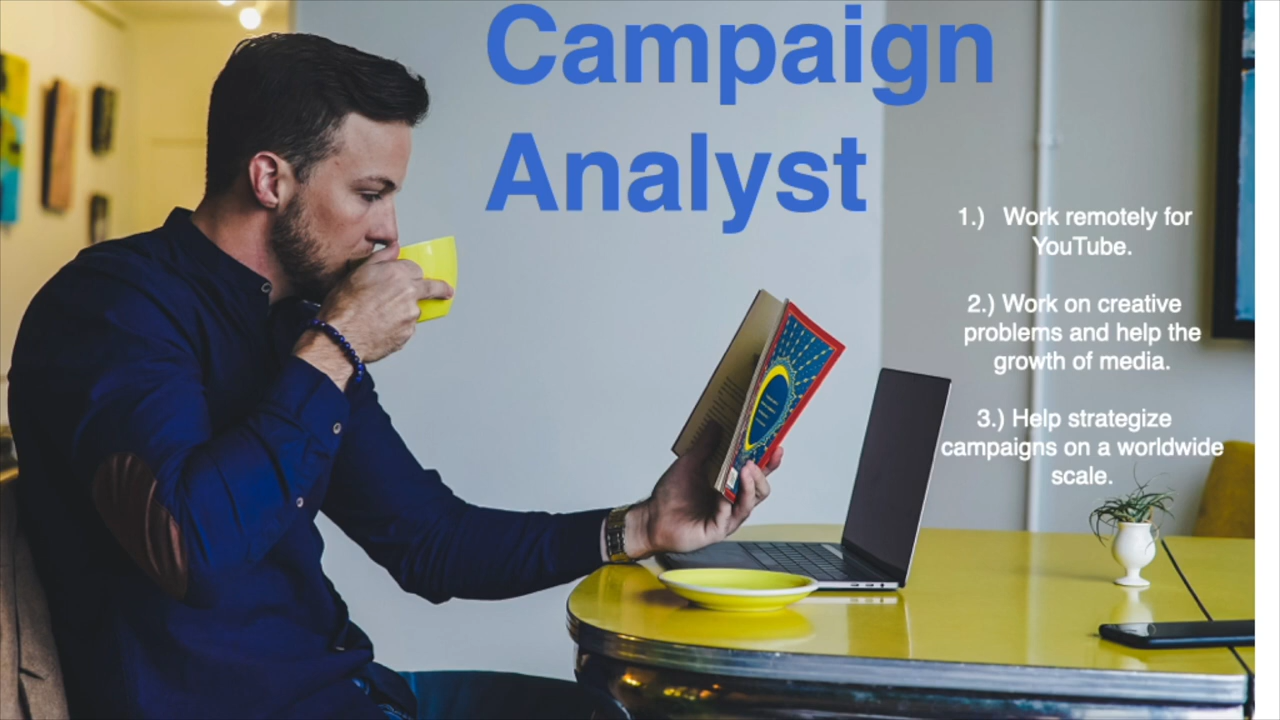 Campaign
Analyst
1.) Work remotely for
YouTube.
2.) Work on creative
problems and help the
growth of media.
3.) Help strategize
campaigns on a worldwide
scale.